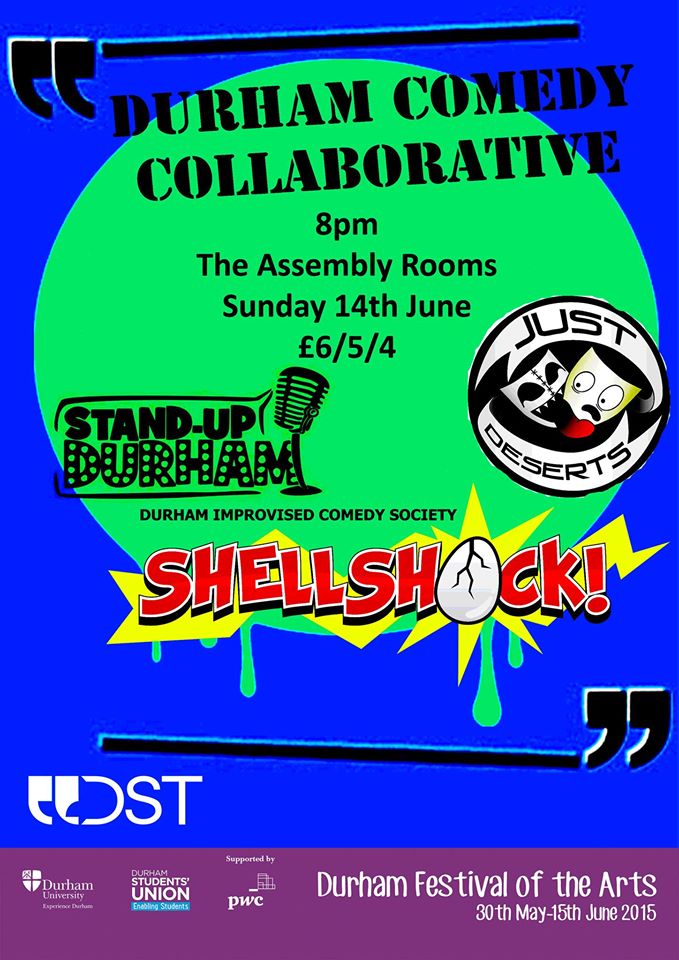 DURHAM COMEDY
COLLABORATIVE
8pm
The Assembly Rooms
Sunday 14th June
£6/5/4
JUST
DESERTS
STAND-UP
DURHAM
DURHAM IMPROVISED COMEDY SOCIETY
SHELLSHOCK!
DST
Durham
University
Experience Durham
DURHAM
STUDENTS'
UNION
Enabling Students
Supported by
pwc
Durham Festival of the Arts
30th May-15th June 2015